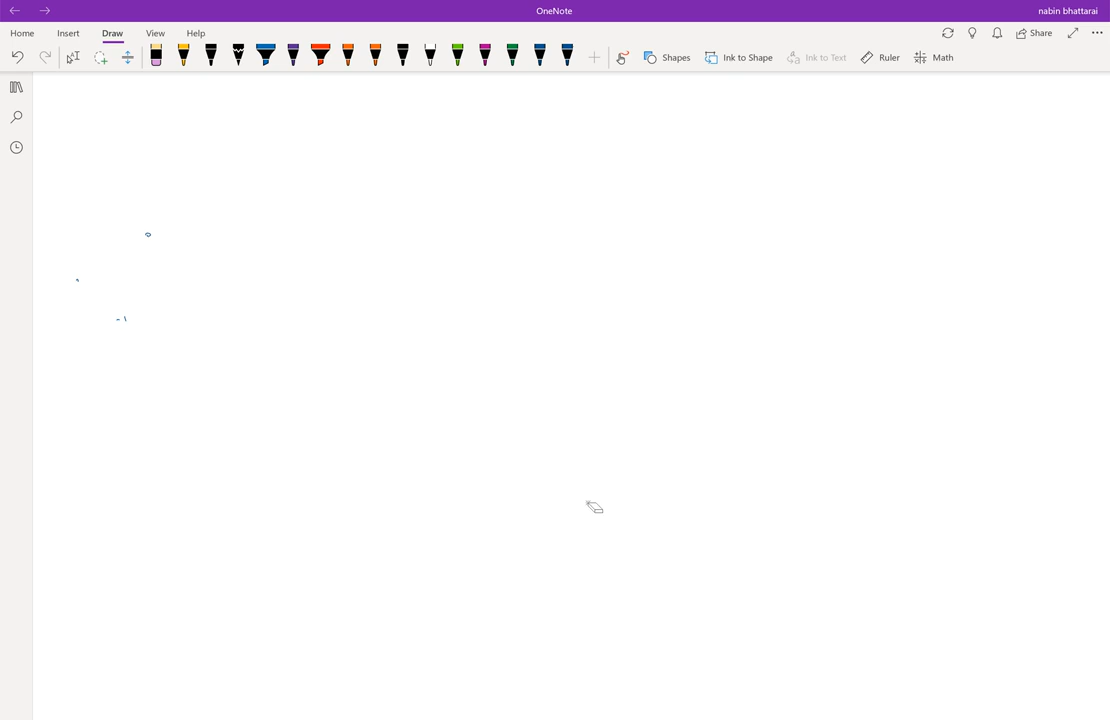 OneNote nabin bhattarai
Home Insert Draw View Help Share
Shapes Ink to Shape Ink to Text Ruler Math